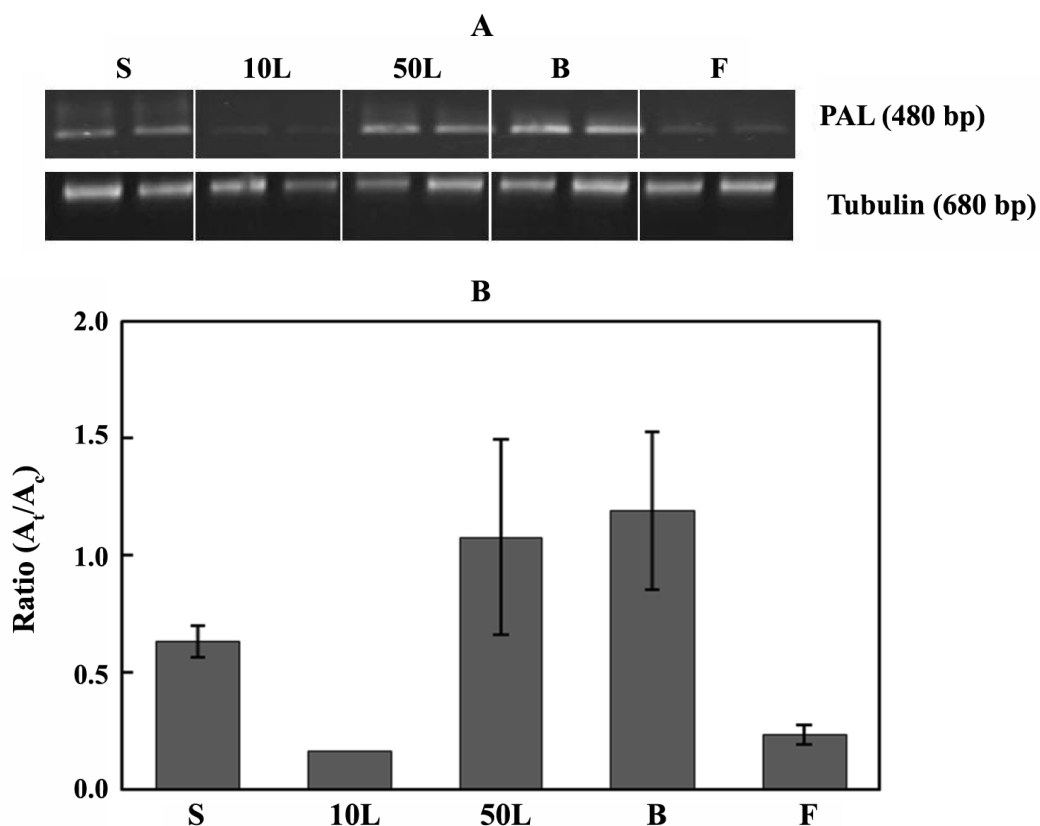 A
S 10L 50L B F
PAL (480 bp)
Tubulin (680 bp)
B
2.0
1.5
1.0
0.5
0.0
Ratio (At/Ac)
S 10L 50L B F